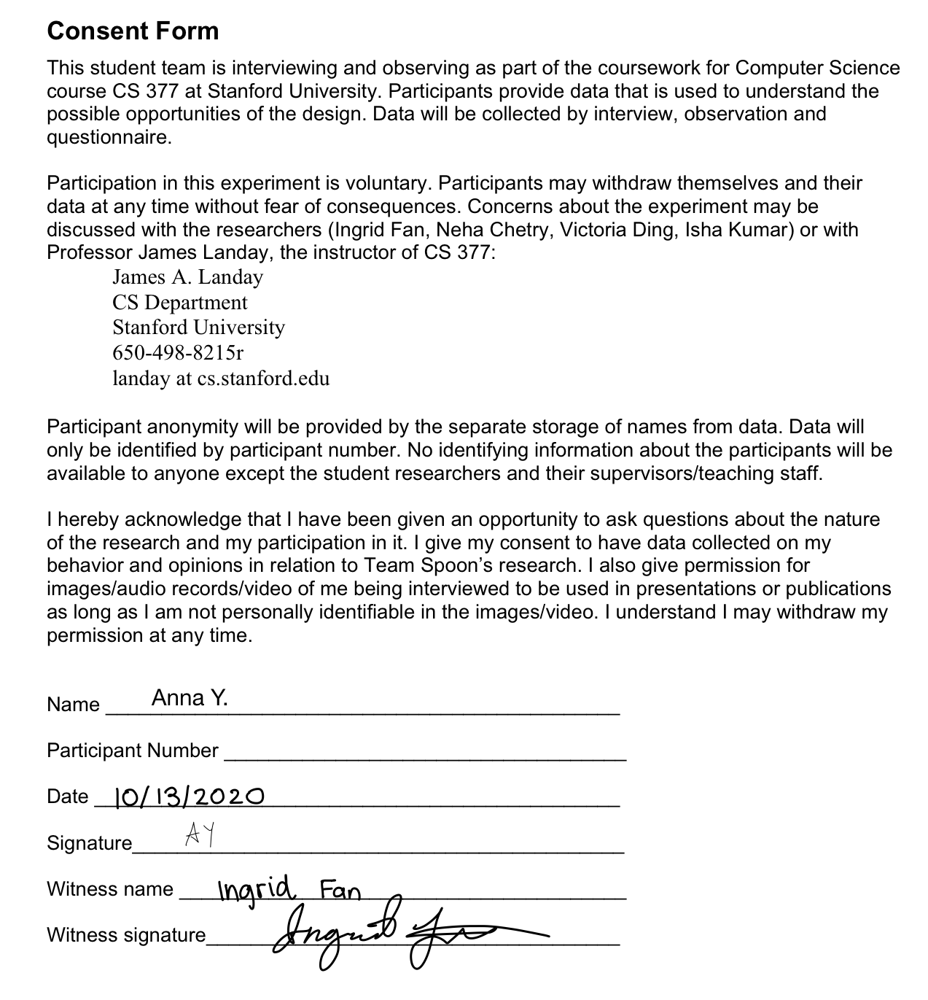 Consent Form
This student team is interviewing and observing as part of the coursework for Computer Science
course CS 377 at Stanford University. Participants provide data that is used to understand the
possible opportunities of the design. Data will be collected by interview, observation and
questionnaire.
Participation in this experiment is voluntary. Participants may withdraw themselves and their
data at any time without fear of consequences. Concerns about the experiment may be
discussed with the researchers (Ingrid Fan, Neha Chetry, Victoria Ding, Isha Kumar) or with
Professor James Landay, the instructor of CS 377:
James A. Landay
CS Department
Stanford University
650-498-8215r
landay at cs.stanford.edu
Participant anonymity will be provided by the separate storage of names from data. Data will
only be identified by participant number. No identifying information about the participants will be
available to anyone except the student researchers and their supervisors/teaching staff.
I hereby acknowledge that I have been given an opportunity to ask questions about the nature
of the research and my participation in it. I give my consent to have data collected on my
behavior and opinions in relation to Team Spoon’s research. I also give permission for
images/audio records/video of me being interviewed to be used in presentations or publications
as long as I am not personally identifiable in the images/video. I understand I may withdraw my
permission at any time.
Name Anna Y.
Participant Number
Date 10/13/2020
Signature AY
Witness name Ingrid Fan
Witness signature Ingrid Fan